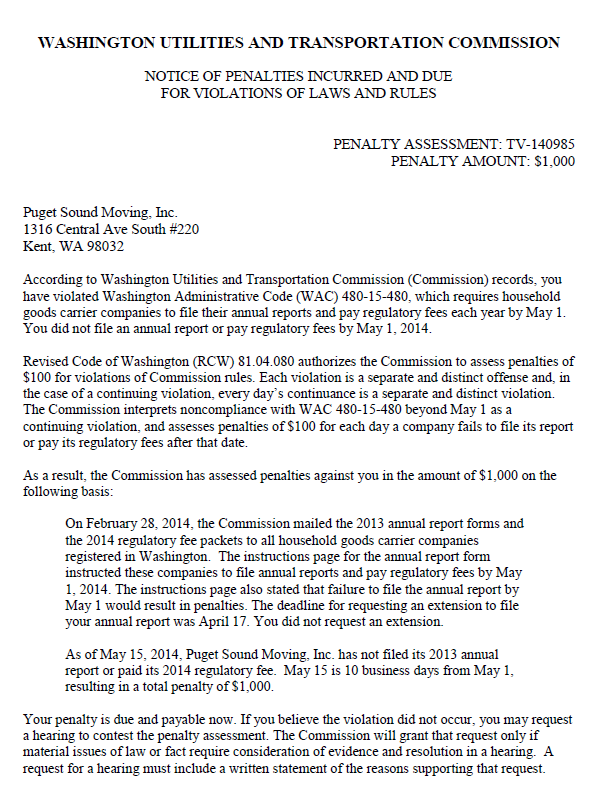 WASHINGTON UTILITIES AND TRANSPORTATION COMMISSION
NOTICE OF PENALTIES INCURRED AND DUE
FOR VIOLATIONS OF LAWS AND RULES
PENALTY ASSESSMENT: TV-140985
PENALTY AMOUNT: $1,000
Puget Sound Moving, Inc.
1316 Central Ave South #220
Kent, WA 98032
According to Washington Utilities and Transportation Commission (Commission) records, you
have violated Washington Administrative Code (WAC) 480-15-480, which requires household
goods carrier companies to file their annual reports and pay regulatory fees each year by May 1.
You did not file an annual report or pay regulatory fees by May 1, 2014.
Revised Code of Washington (RCW) 81.04.080 authorizes the Commission to assess penalties of
$100 for violations of Commission rules. Each violation is a separate and distinct offense and, in
the case of a continuing violation, every day's continuance is a separate and distinct violation.
The Commission interprets noncompliance with WAC 480-15-480 beyond May 1 as a
continuing violation, and assesses penalties of $100 for each day a company fails to file its report
or pay its regulatory fees after that date.
As a result, the Commission has assessed penalties against you in the amount of $1,000 on the
following basis:
On February 28, 2014, the Commission mailed the 2013 annual report forms and
the 2014 regulatory fee packets to all household goods carrier companies
registered in Washington. The instructions page for the annual report form
instructed these companies to file annual reports and pay regulatory fees by May
1, 2014. The instructions page also stated that failure to file the annual report by
May 1 would result in penalties. The deadline for requesting an extension to file
your annual report was April 17. You did not request an extension.
As of May 15, 2014, Puget Sound Moving, Inc. has not filed its 2013 annual
report or paid its 2014 regulatory fee. May 15 is 10 business days from May 1,
resulting in a total penalty of $1,000.
Your penalty is due and payable now. If you believe the violation did not occur, you may request
a hearing to contest the penalty assessment. The Commission will grant that request only if
material issues of law or fact require consideration of evidence and resolution in a hearing. A
request for a hearing must include a written statement of the reasons supporting that request.